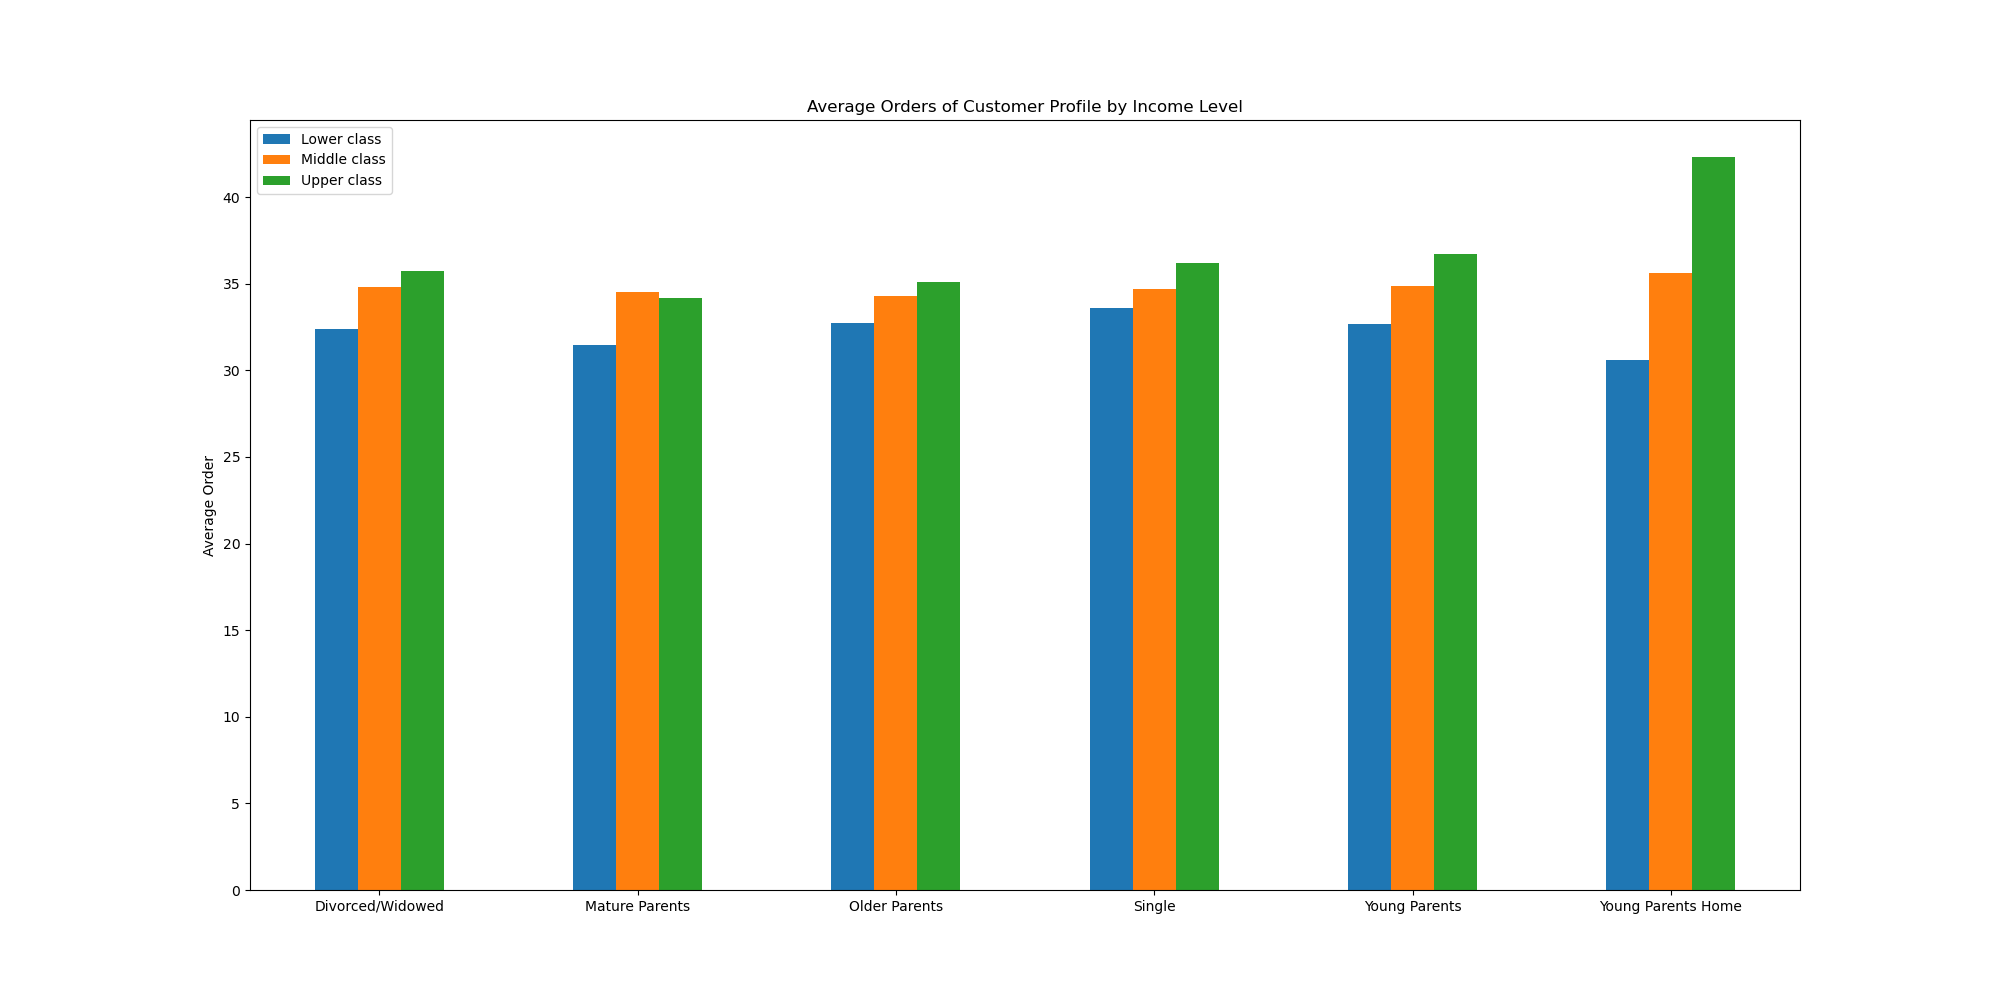 Average Orders of Customer Profile by Income Level
Lower class
Middle class
Upper class
40
35
30
25
20
15
10
5
0
Average Order
Divorced/Widowed
Mature Parents
Older Parents
Single
Young Parents
Young Parents Home